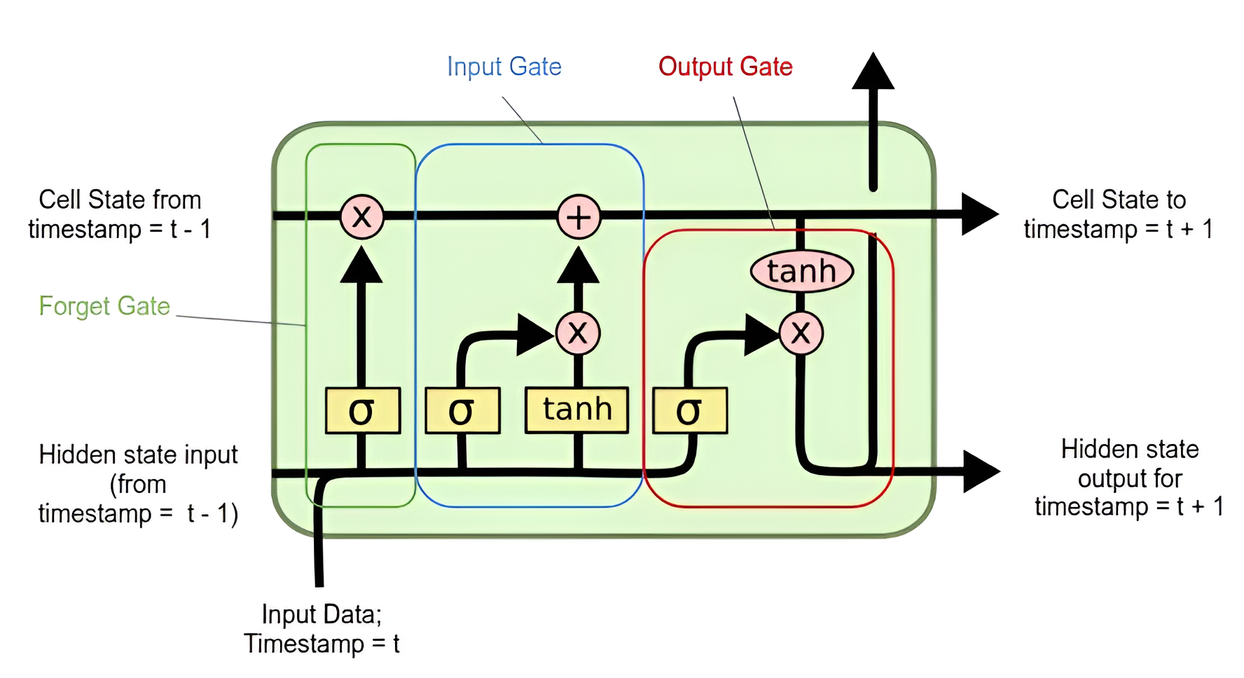 Input Gate
Output Gate
Cell State from
timestamp = t - 1
x
+
Cell State to
timestamp = t + 1
tanh
Forget Gate
x
x
σ
σ
tanh
σ
Hidden state input
(from
timestamp =  t - 1)
Hidden state
output for
timestamp = t + 1
Input Data;
Timestamp = t